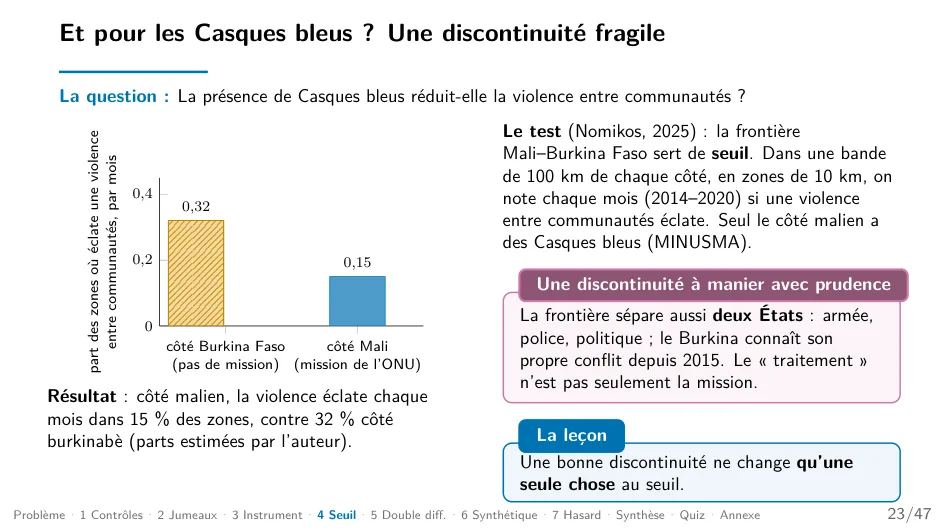 Et pour les Casques bleus ? Une discontinuité fragile
La question : La présence de Casques bleus réduit-elle la violence entre communautés ?
part des zones où éclate une violence
entre communautés, par mois
0,4
0,2
0
0,32
0,15
côté Burkina Faso
(pas de mission)
côté Mali
(mission de l'ONU)
Résultat : côté malien, la violence éclate chaque
mois dans 15 % des zones, contre 32 % côté
burkinabè (parts estimées par l'auteur).
Le test (Nomikos, 2025) : la frontière
Mali–Burkina Faso sert de seuil. Dans une bande
de 100 km de chaque côté, en zones de 10 km, on
note chaque mois (2014–2020) si une violence
entre communautés éclate. Seul le côté malien a
des Casques bleus (MINUSMA).
Une discontinuité à manier avec prudence
La frontière sépare aussi deux États : armée,
police, politique ; le Burkina connaît son
propre conflit depuis 2015. Le « traitement »
n'est pas seulement la mission.
La leçon
Une bonne discontinuité ne change qu'une
seule chose au seuil.
Problème · 1 Contrôles · 2 Jumeaux · 3 Instrument · 4 Seuil · 5 Double diff. · 6 Synthétique · 7 Hasard · Synthèse · Quiz · Annexe
23/47